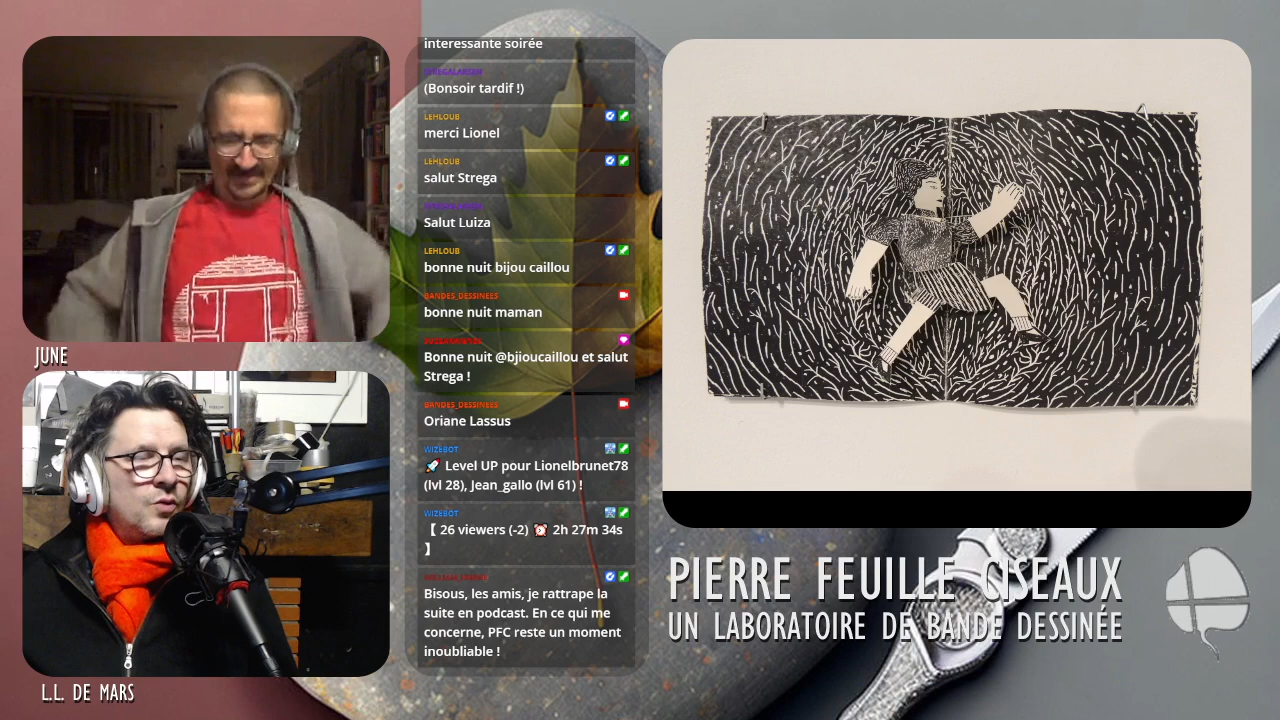 JUNE
L.L. DE MARS
interessante soirée
(Bonsoir tardif !)
LEHLOUB
merci Lionel
LEHLOUB
salut Strega
Salut Luiza
LEHLOUB
bonne nuit bijou caillou
BANDES_DESSINEES
bonne nuit maman
Bonne nuit @bjioucaillou et salut
Strega !
BANDES_DESSINEES
Oriane Lassus
WIZEBOT
🚀 Level UP pour Lionelbrunet78
(lvl 28), Jean_gallo (lvl 61) !
WIZEBOT
【 26 viewers (-2) ⏰ 2h 27m 34s
】
Bisous, les amis, je rattrape la
suite en podcast. En ce qui me
concerne, PFC reste un moment
inoubliable !
PIERRE FEUILLE CISEAUX
UN LABORATOIRE DE BANDE DESSINÉE